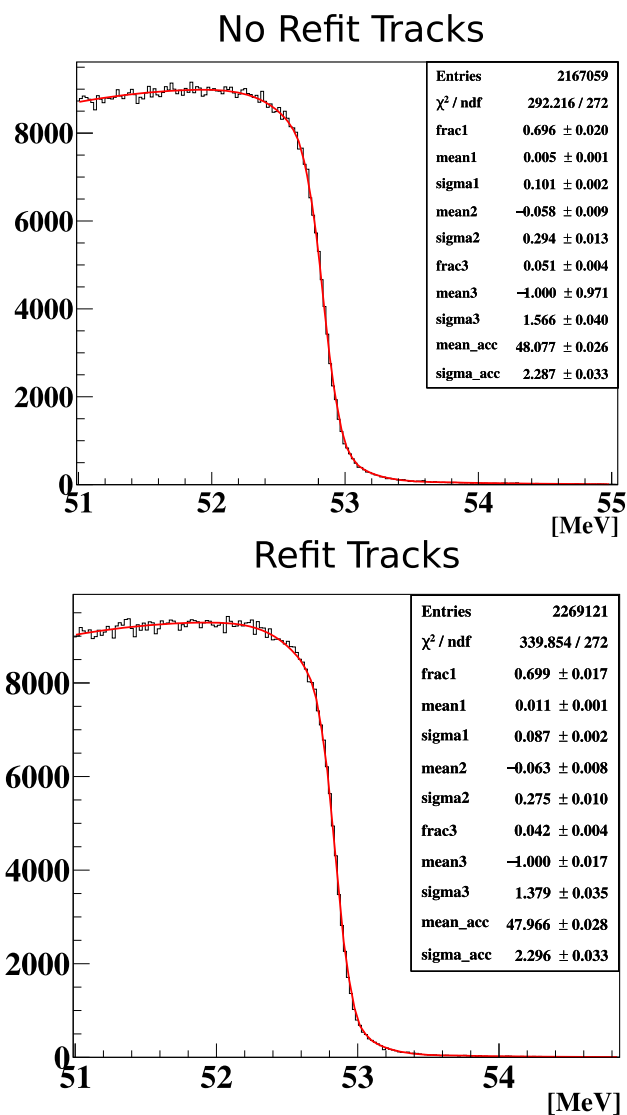 No Refit Tracks
Entries 2167059
χ² / ndf 292.216 / 272
frac1 0.696 ± 0.020
mean1 0.005 ± 0.001
sigma1 0.101 ± 0.002
mean2 −0.058 ± 0.009
sigma2 0.294 ± 0.013
frac3 0.051 ± 0.004
mean3 −1.000 ± 0.971
sigma3 1.566 ± 0.040
mean_acc 48.077 ± 0.026
sigma_acc 2.287 ± 0.033
8000
6000
4000
2000
0
51 52 53 54 55
[MeV]
Refit Tracks
Entries 2269121
χ² / ndf 339.854 / 272
frac1 0.699 ± 0.017
mean1 0.011 ± 0.001
sigma1 0.087 ± 0.002
mean2 −0.063 ± 0.008
sigma2 0.275 ± 0.010
frac3 0.042 ± 0.004
mean3 −1.000 ± 0.017
sigma3 1.379 ± 0.035
mean_acc 47.966 ± 0.028
sigma_acc 2.296 ± 0.033
8000
6000
4000
2000
0
51 52 53 54
[MeV]